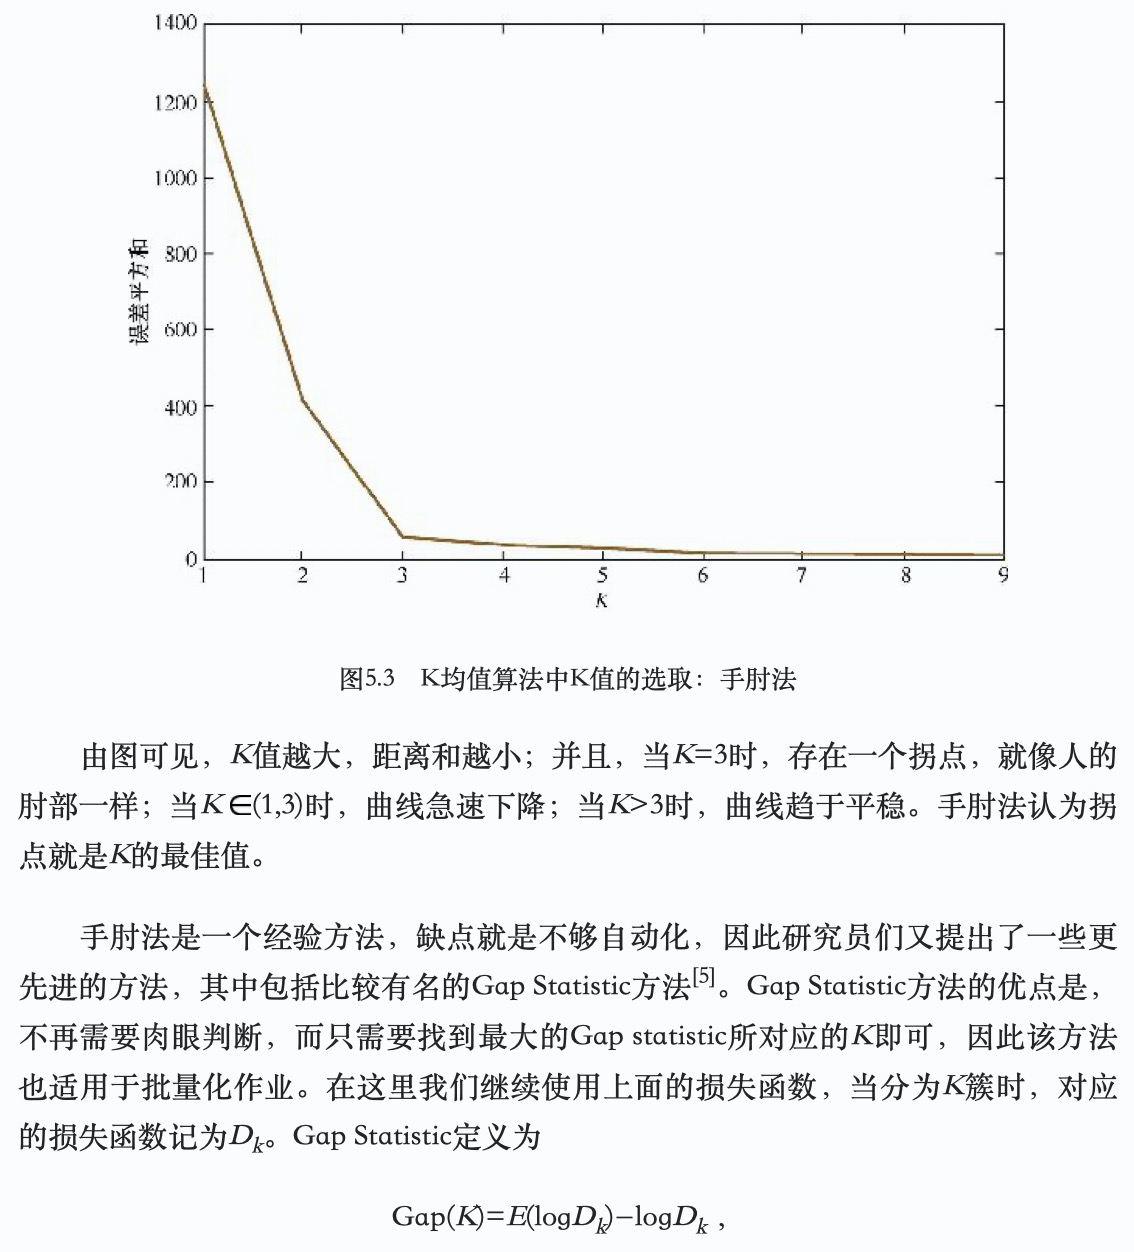 1400
1200
1000
800
600
400
200
0
误差平方和
1 2 3 4 5 6 7 8 9
K
图5.3 K均值算法中K值的选取：手肘法
由图可见，K值越大，距离和越小；并且，当K=3时，存在一个拐点，就像人的
肘部一样；当K∈(1,3)时，曲线急速下降；当K>3时，曲线趋于平稳。手肘法认为拐
点就是K的最佳值。
手肘法是一个经验方法，缺点就是不够自动化，因此研究员们又提出了一些更
先进的方法，其中包括比较有名的Gap Statistic方法[5]。Gap Statistic方法的优点是，
不再需要肉眼判断，而只需要找到最大的Gap statistic所对应的K即可，因此该方法
也适用于批量化作业。在这里我们继续使用上面的损失函数，当分为K簇时，对应
的损失函数记为Dk。Gap Statistic定义为
Gap(K)=E(logDk)−logDk，